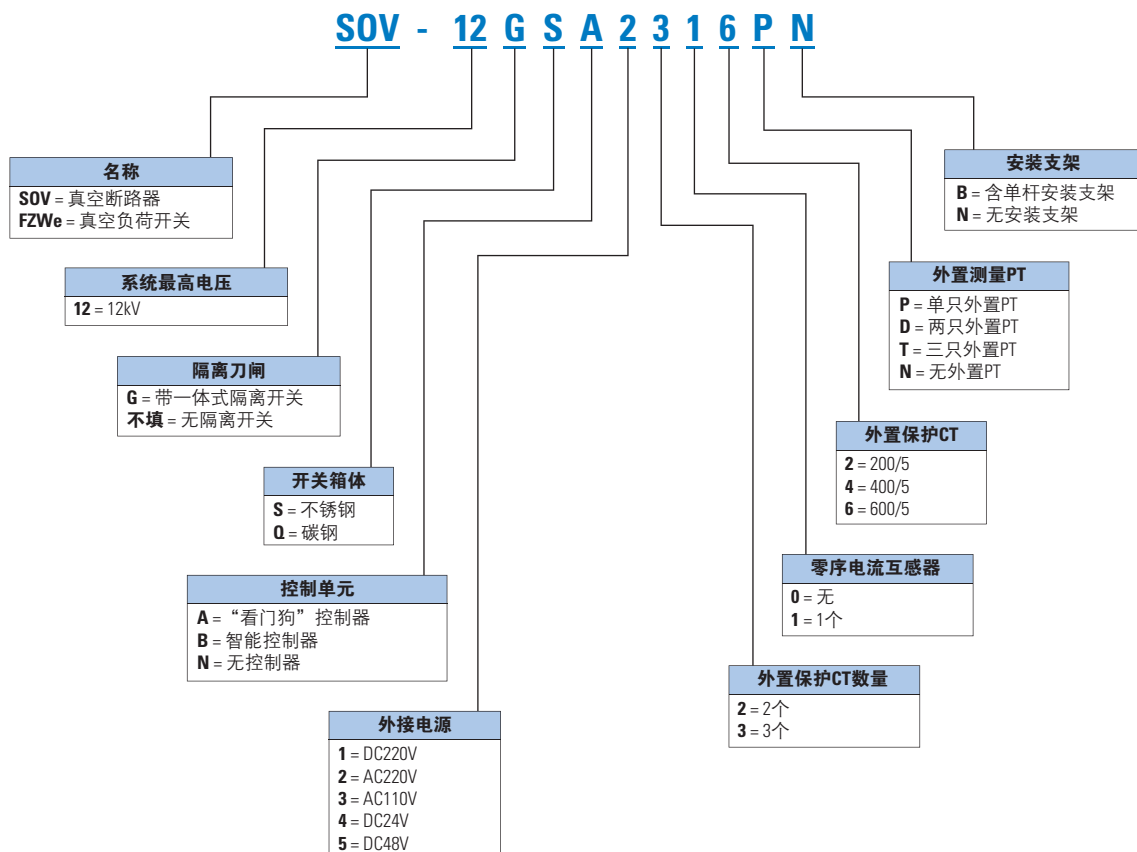 SOV - 12 G S A 2 3 1 6 P N
名称
SOV = 真空断路器
FZWe = 真空负荷开关
系统最高电压
12 = 12kV
隔离刀闸
G = 带一体式隔离开关
不填 = 无隔离开关
开关箱体
S = 不锈钢
Q = 碳钢
控制单元
A = “看门狗” 控制器
B = 智能控制器
N = 无控制器
外接电源
1 = DC220V
2 = AC220V
3 = AC110V
4 = DC24V
5 = DC48V
外置保护CT数量
2 = 2个
3 = 3个
零序电流互感器
0 = 无
1 = 1个
外置保护CT
2 = 200/5
4 = 400/5
6 = 600/5
外置测量PT
P = 单只外置PT
D = 两只外置PT
T = 三只外置PT
N = 无外置PT
安装支架
B = 含单杆安装支架
N = 无安装支架